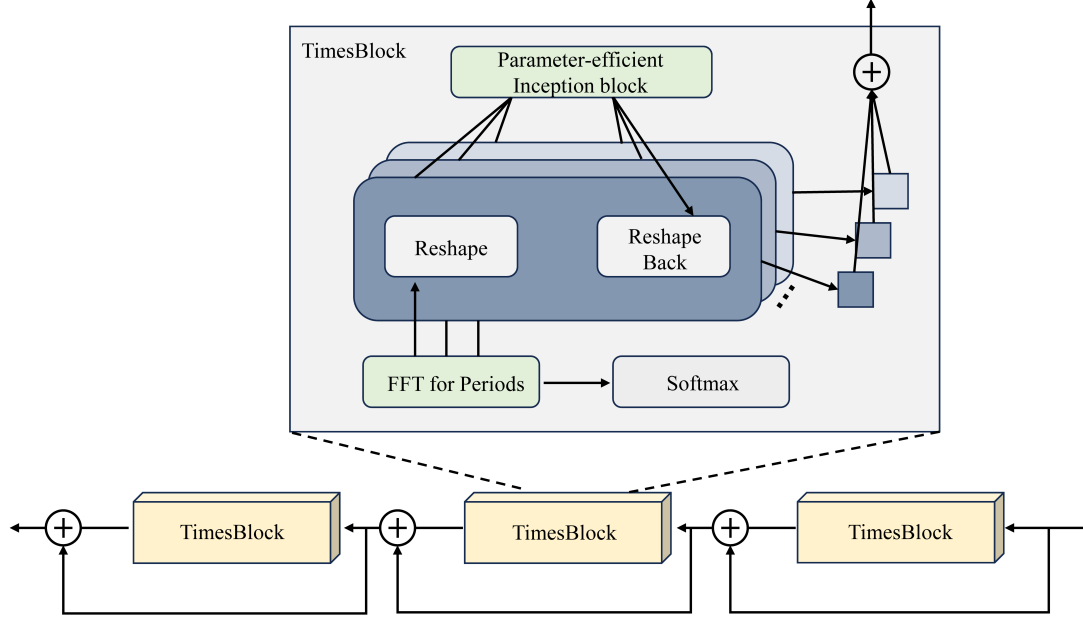 TimesBlock
Parameter-efficient
Inception block
Reshape
Reshape
Back
FFT for Periods
Softmax
TimesBlock
TimesBlock
TimesBlock